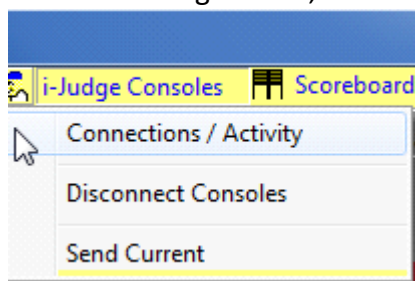 i-Judge Consoles Scoreboard
Connections / Activity
Disconnect Consoles
Send Current